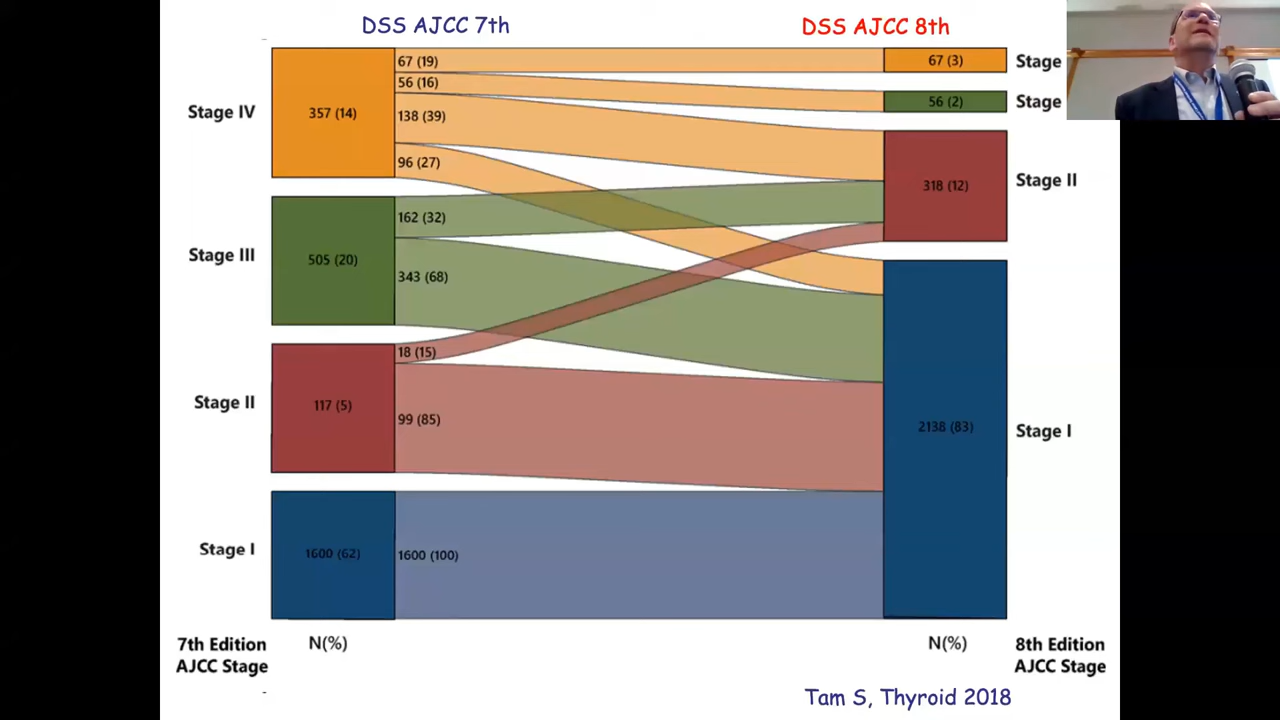 DSS AJCC 7th
DSS AJCC 8th
Stage IV
357 (14)
67 (19)
56 (16)
138 (39)
96 (27)
67 (3)
Stage
56 (2)
Stage
318 (12)
Stage II
Stage III
505 (20)
162 (32)
343 (68)
Stage II
117 (5)
18 (15)
99 (85)
2138 (83)
Stage I
Stage I
1600 (62)
1600 (100)
7th Edition
AJCC Stage
N(%)
N(%)
8th Edition
AJCC Stage
Tam S, Thyroid 2018